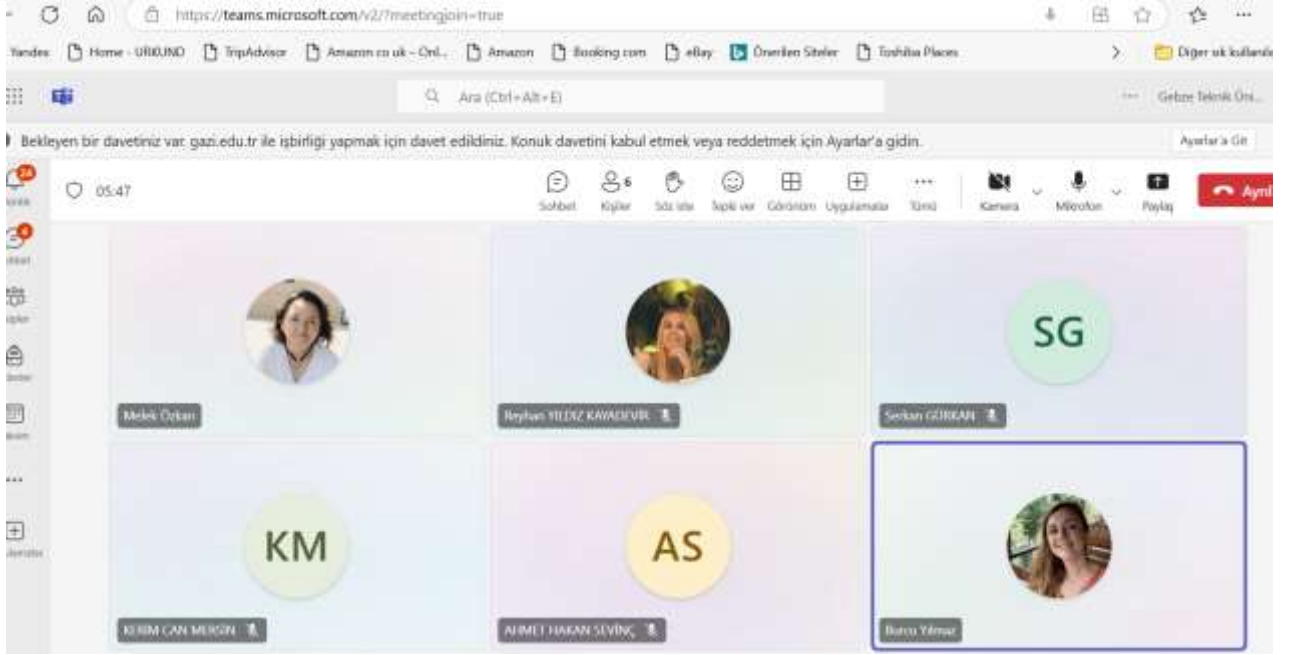 https://teams.microsoft.com/v2/?meetingjoin=true
Yandex Home - URKUND TripAdvisor Amazon co uk – Onl... Amazon Booking.com eBay Önerilen Siteler Toshiba Places Diğer sık kullanıla
Ara (Ctrl+Alt+E)
Gebze Teknik Üni...
Bekleyen bir davetiniz var. gazi.edu.tr ile işbirliği yapmak için davet edildiniz. Konuk davetini kabul etmek veya reddetmek için Ayarlar'a gidin.
Ayarlar'a Git
24
05:47
6
Sohbet Kişiler Söz iste Tepki ver Görünüm Uygulamalar Tümü Kamera Mikrofon Paylaş Ayrıl
4
SG
Melek Özkan
Reyhan YILDIZ KAYADEVİR
Serkan GÜRKAN
KM
AS
KERİM CAN MERSİN
AHMET HAKAN SEVİNÇ
Burcu Yılmaz